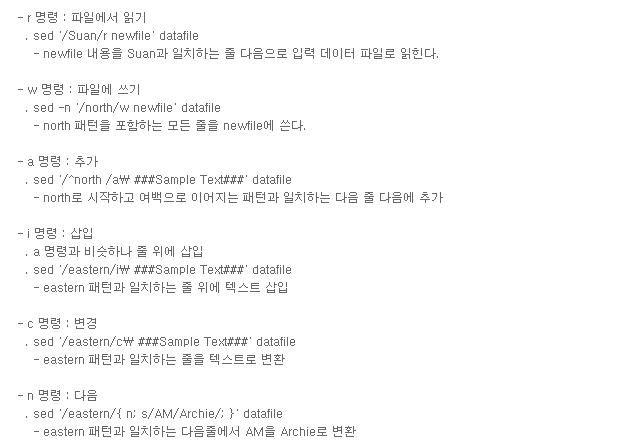 - r 명령 : 파일에서 읽기
. sed '/Suan/r newfile' datafile
- newfile 내용을 Suan과 일치하는 줄 다음으로 입력 데이터 파일로 읽힌다.
- w 명령 : 파일에 쓰기
. sed -n '/north/w newfile' datafile
- north 패턴을 포함하는 모든 줄을 newfile에 쓴다.
- a 명령 : 추가
. sed '/^north /a₩ ###Sample Text###' datafile
- north로 시작하고 여백으로 이어지는 패턴과 일치하는 다음 줄 다음에 추가
- i 명령 : 삽입
. a 명령과 비슷하나 줄 위에 삽입
. sed '/eastern/i₩ ###Sample Text###' datafile
- eastern 패턴과 일치하는 줄 위에 텍스트 삽입
- c 명령 : 변경
. sed '/eastern/c₩ ###Sample Text###' datafile
- eastern 패턴과 일치하는 줄을 텍스트로 변환
- n 명령 : 다음
. sed '/eastern/{ n; s/AM/Archie/; }' datafile
- eastern 패턴과 일치하는 다음줄에서 AM을 Archie로 변환